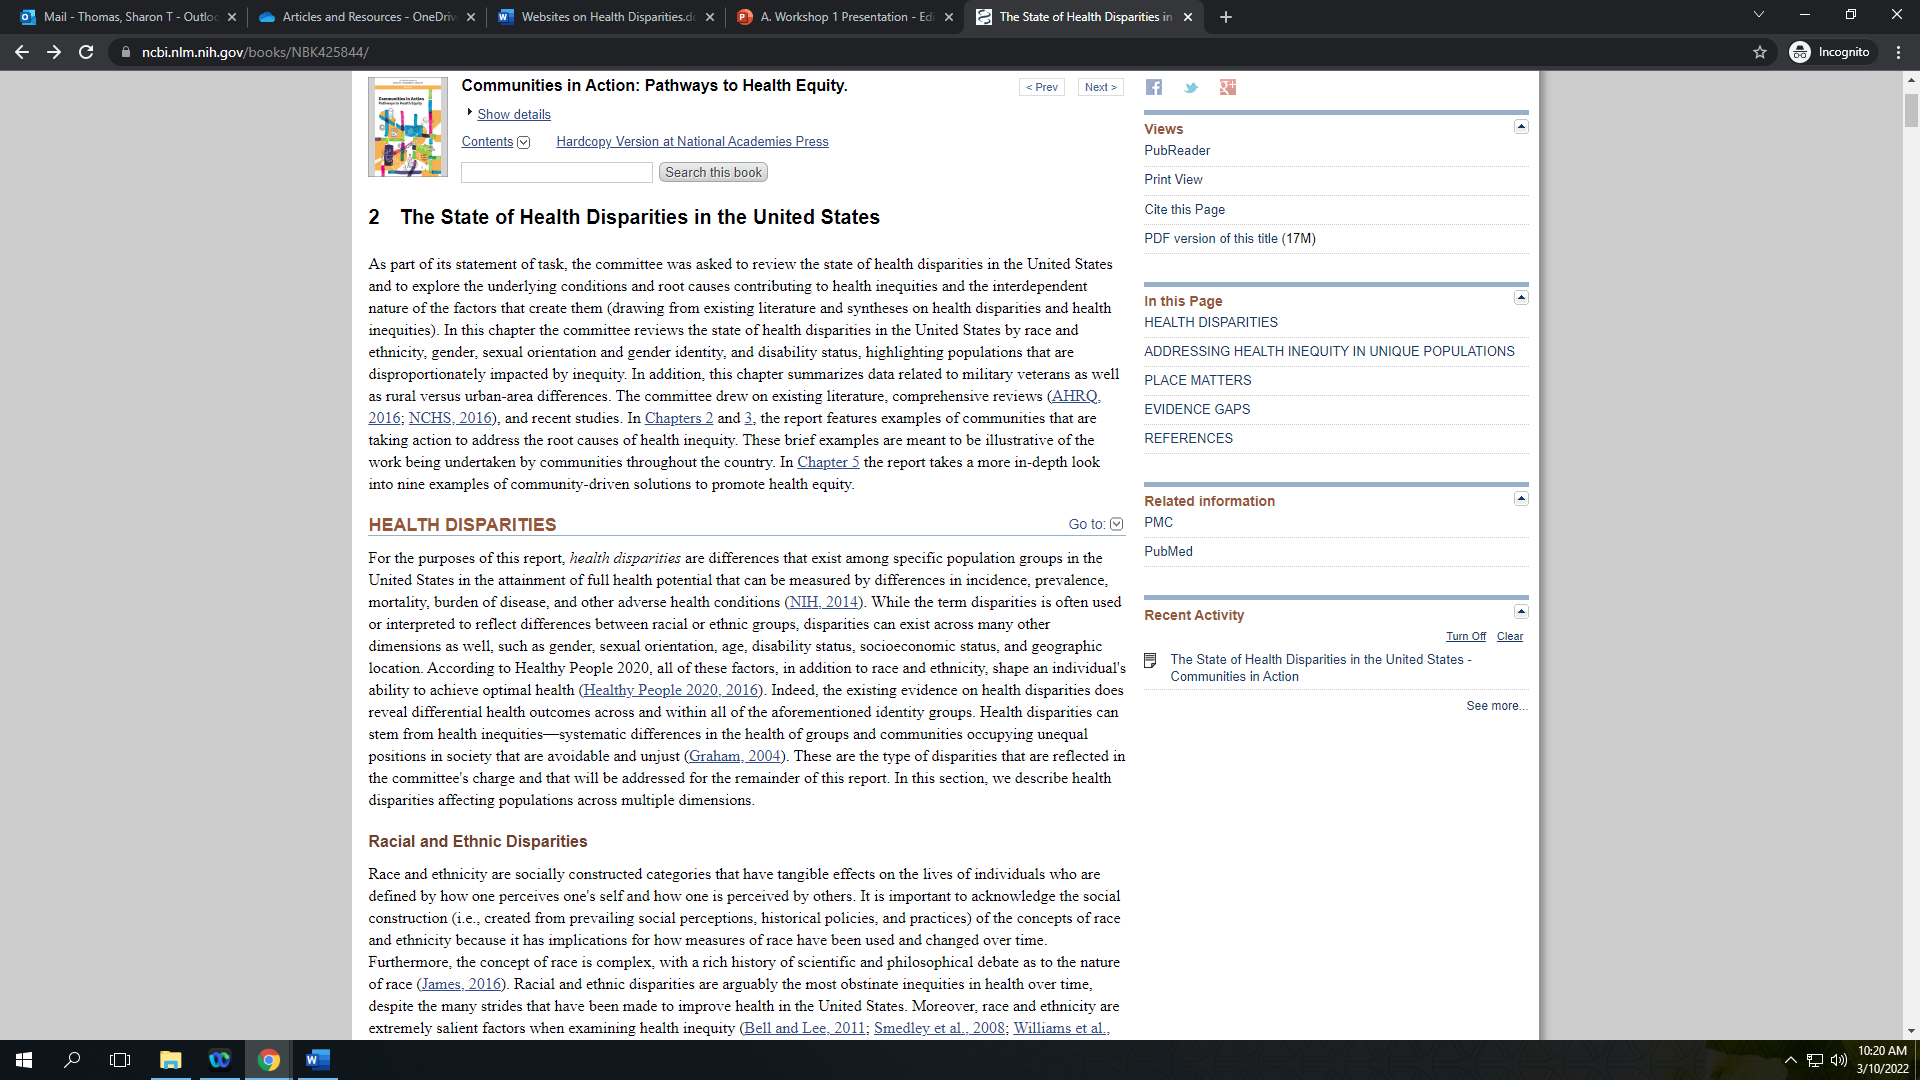 Mail - Thomas, Sharon T - Outloo
Articles and Resources - OneDriv
Websites on Health Disparities.do
A. Workshop 1 Presentation - Edi
The State of Health Disparities in
ncbi.nlm.nih.gov/books/NBK425844/
Incognito
Communities in Action: Pathways to Health Equity.
< Prev
Next >
Show details
Contents
Hardcopy Version at National Academies Press
Search this book
2 The State of Health Disparities in the United States
As part of its statement of task, the committee was asked to review the state of health disparities in the United States
and to explore the underlying conditions and root causes contributing to health inequities and the interdependent
nature of the factors that create them (drawing from existing literature and syntheses on health disparities and health
inequities). In this chapter the committee reviews the state of health disparities in the United States by race and
ethnicity, gender, sexual orientation and gender identity, and disability status, highlighting populations that are
disproportionately impacted by inequity. In addition, this chapter summarizes data related to military veterans as well
as rural versus urban-area differences. The committee drew on existing literature, comprehensive reviews (AHRQ,
2016; NCHS, 2016), and recent studies. In Chapters 2 and 3, the report features examples of communities that are
taking action to address the root causes of health inequity. These brief examples are meant to be illustrative of the
work being undertaken by communities throughout the country. In Chapter 5 the report takes a more in-depth look
into nine examples of community-driven solutions to promote health equity.
HEALTH DISPARITIES
Go to:
For the purposes of this report, health disparities are differences that exist among specific population groups in the
United States in the attainment of full health potential that can be measured by differences in incidence, prevalence,
mortality, burden of disease, and other adverse health conditions (NIH, 2014). While the term disparities is often used
or interpreted to reflect differences between racial or ethnic groups, disparities can exist across many other
dimensions as well, such as gender, sexual orientation, age, disability status, socioeconomic status, and geographic
location. According to Healthy People 2020, all of these factors, in addition to race and ethnicity, shape an individual's
ability to achieve optimal health (Healthy People 2020, 2016). Indeed, the existing evidence on health disparities does
reveal differential health outcomes across and within all of the aforementioned identity groups. Health disparities can
stem from health inequities—systematic differences in the health of groups and communities occupying unequal
positions in society that are avoidable and unjust (Graham, 2004). These are the type of disparities that are reflected in
the committee's charge and that will be addressed for the remainder of this report. In this section, we describe health
disparities affecting populations across multiple dimensions.
Racial and Ethnic Disparities
Race and ethnicity are socially constructed categories that have tangible effects on the lives of individuals who are
defined by how one perceives one's self and how one is perceived by others. It is important to acknowledge the social
construction (i.e., created from prevailing social perceptions, historical policies, and practices) of the concepts of race
and ethnicity because it has implications for how measures of race have been used and changed over time.
Furthermore, the concept of race is complex, with a rich history of scientific and philosophical debate as to the nature
of race (James, 2016). Racial and ethnic disparities are arguably the most obstinate inequities in health over time,
despite the many strides that have been made to improve health in the United States. Moreover, race and ethnicity are
extremely salient factors when examining health inequity (Bell and Lee, 2011; Smedley et al., 2008; Williams et al.,
Views
PubReader
Print View
Cite this Page
PDF version of this title (17M)
In this Page
HEALTH DISPARITIES
ADDRESSING HEALTH INEQUITY IN UNIQUE POPULATIONS
PLACE MATTERS
EVIDENCE GAPS
REFERENCES
Related information
PMC
PubMed
Recent Activity
Turn Off Clear
The State of Health Disparities in the United States -
Communities in Action
See more...
10:20 AM
3/10/2022